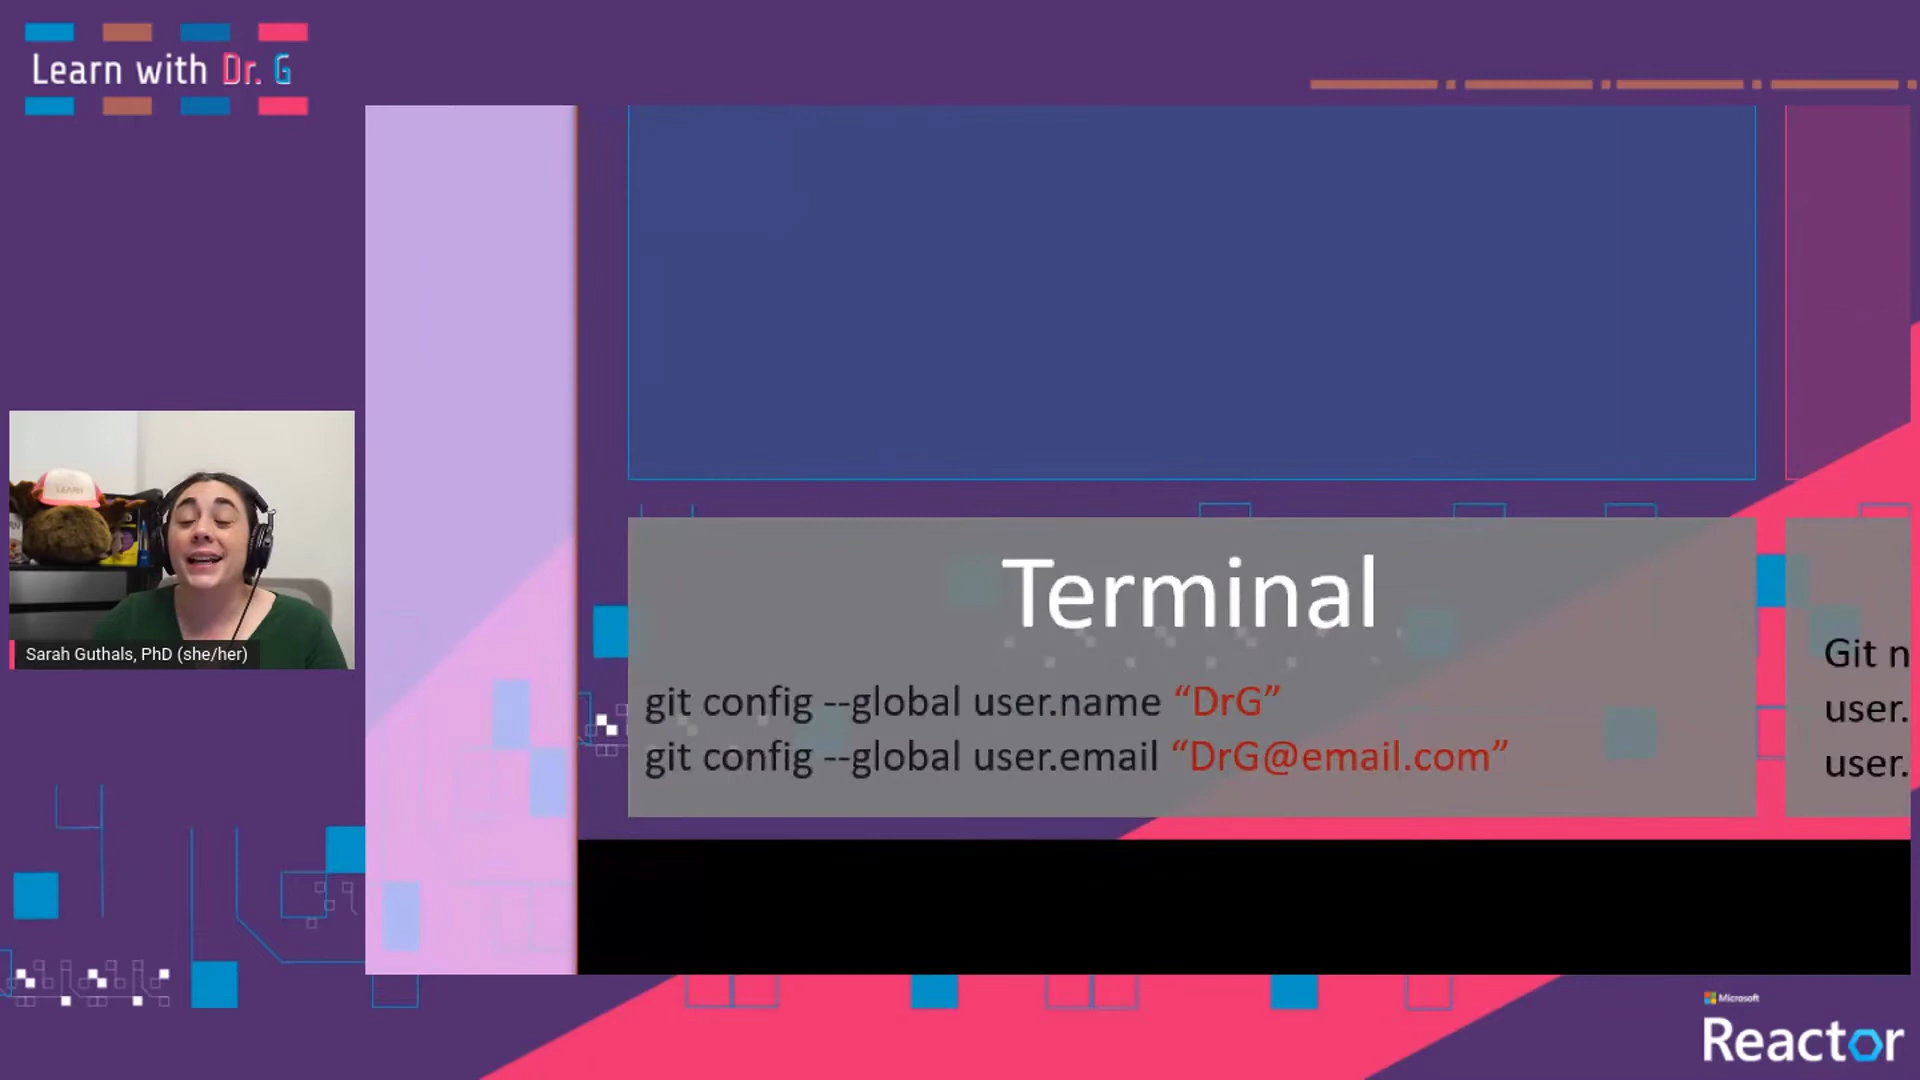 Learn with Dr. G
LEARN
Sarah Guthals, PhD (she/her)
Terminal
git config --global user.name “DrG”
git config --global user.email “DrG@email.com”
Git n
user.
user.
Microsoft
Reactor